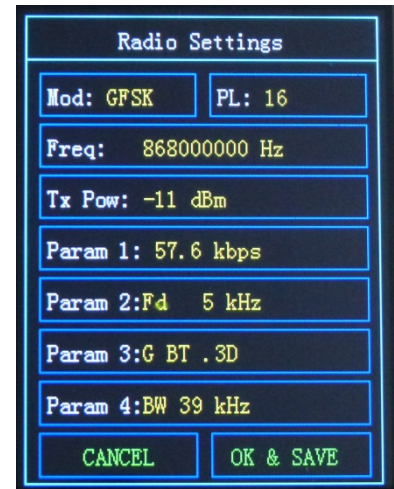 Radio Settings
Mod: GFSK PL: 16
Freq: 868000000 Hz
Tx Pow: -11 dBm
Param 1: 57.6 kbps
Param 2:Fd 5 kHz
Param 3:G BT .3D
Param 4:BW 39 kHz
CANCEL OK & SAVE